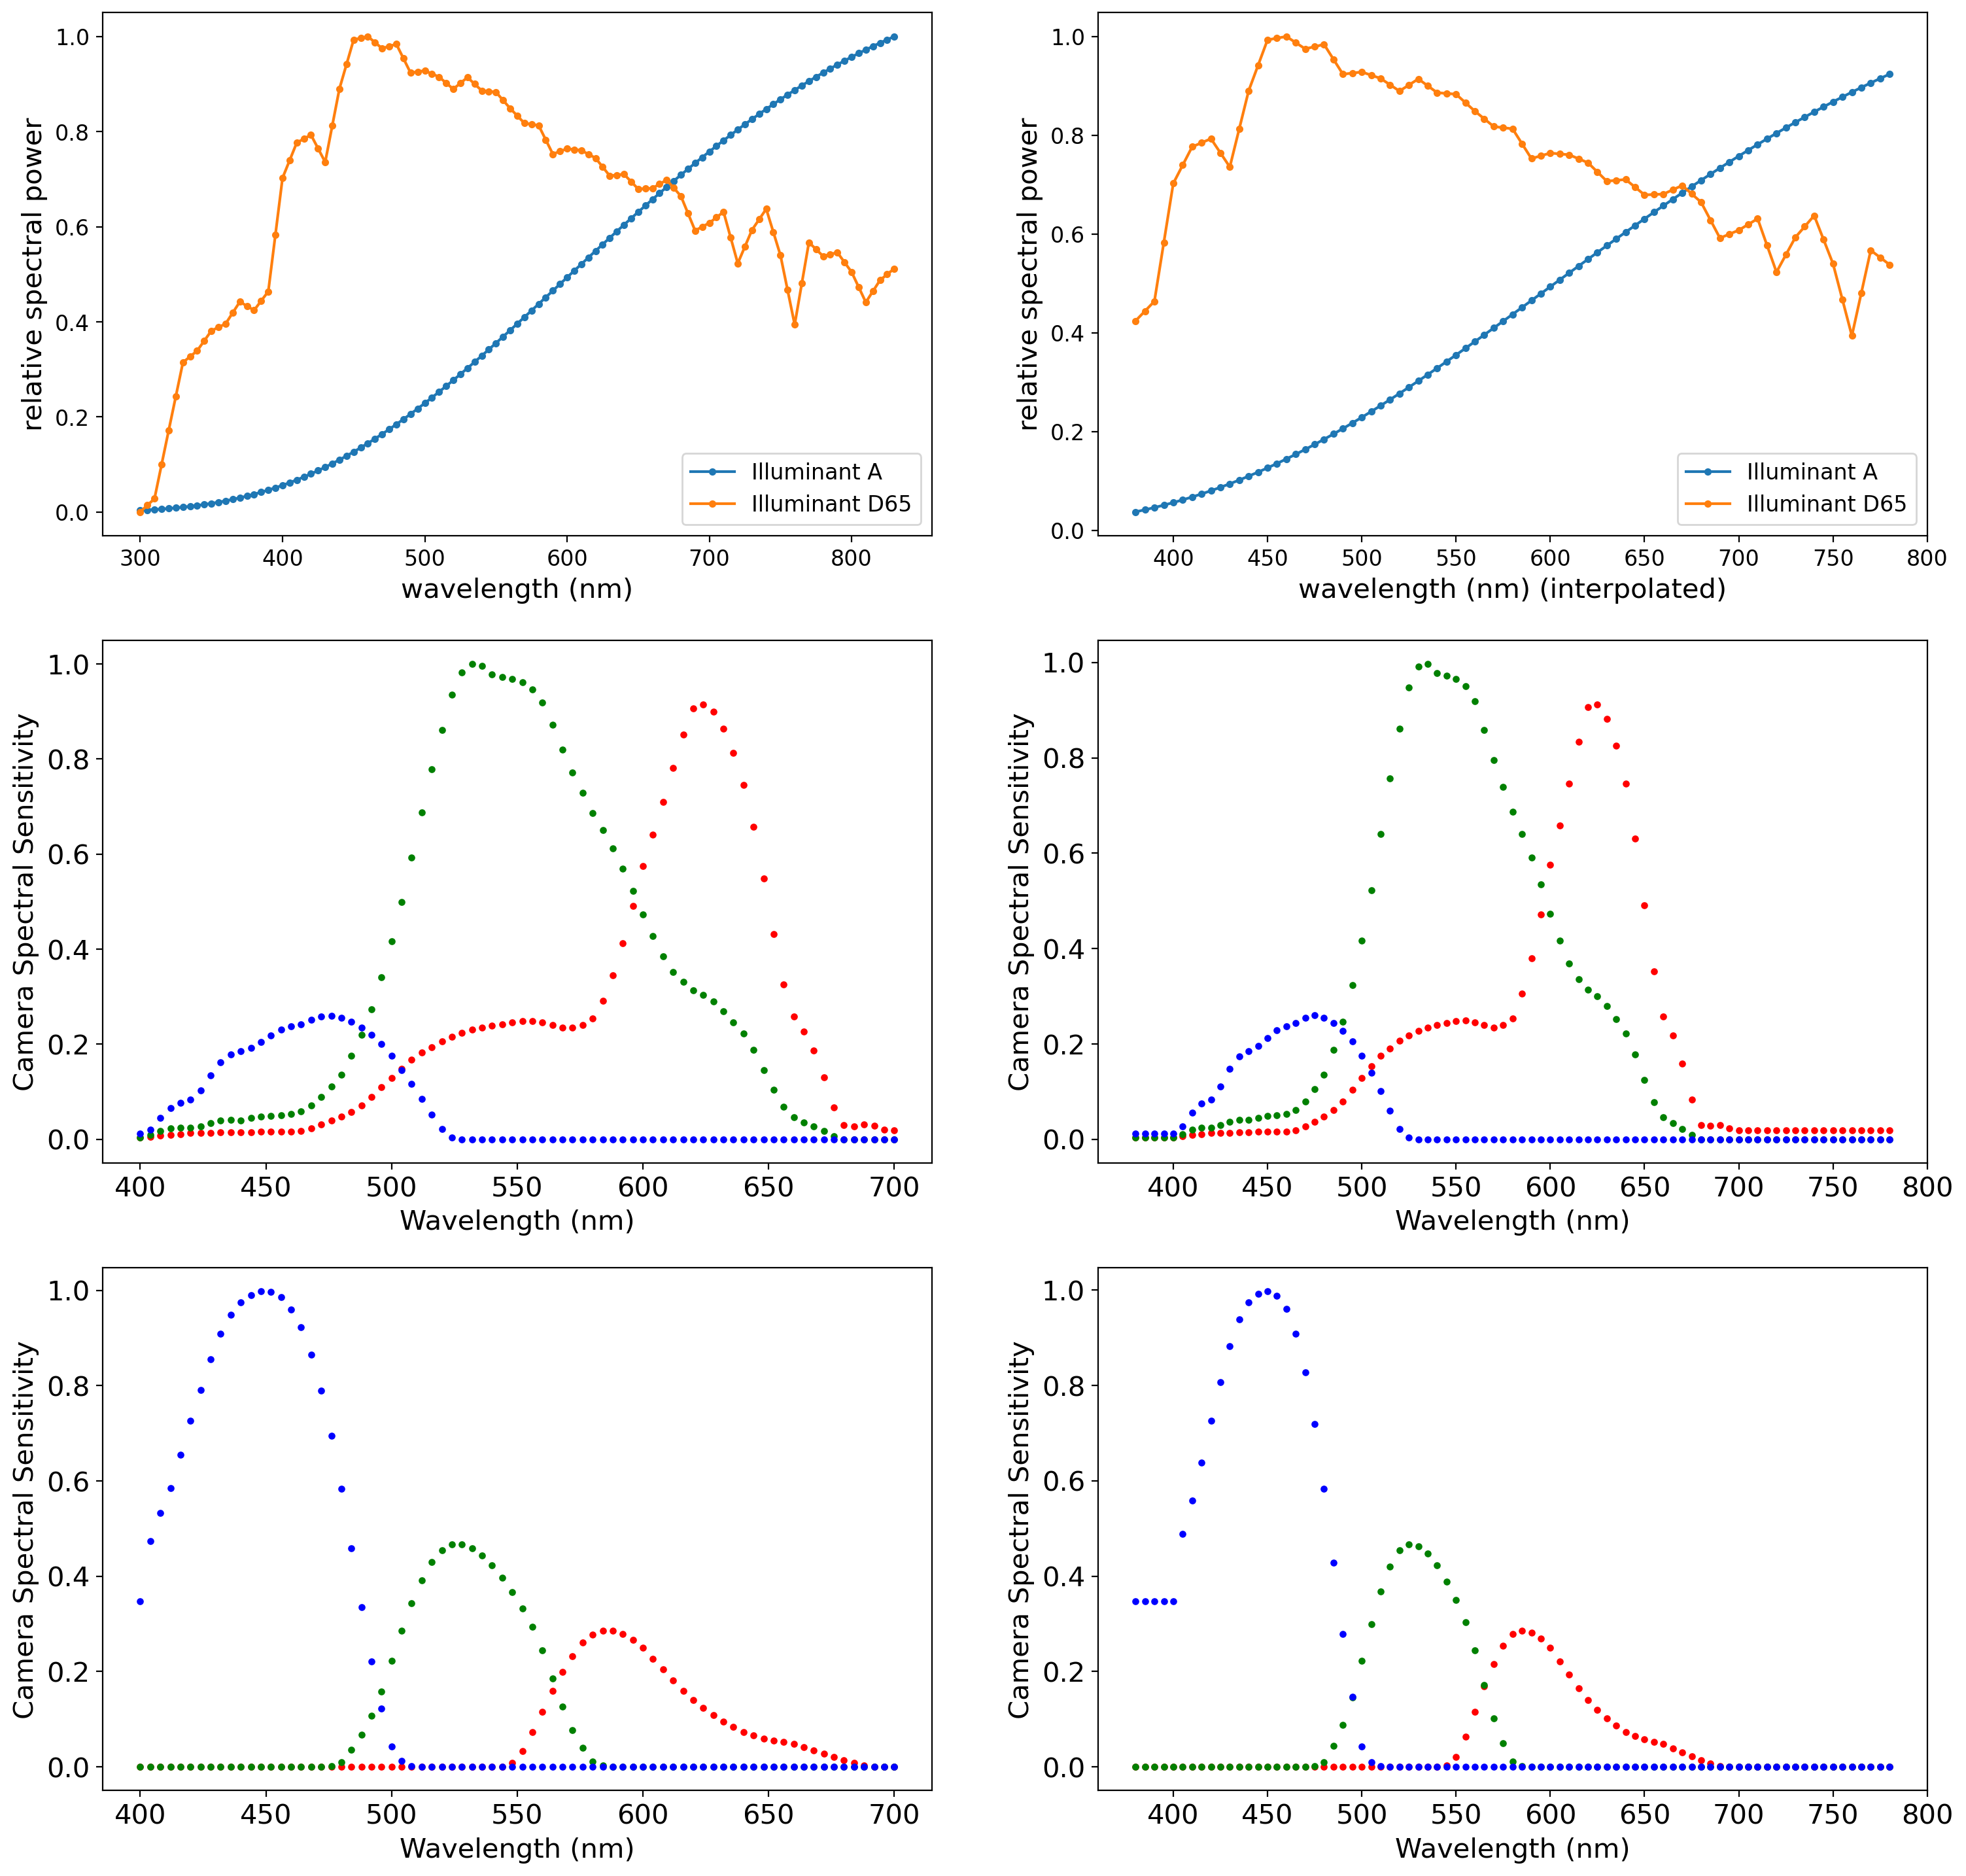 relative spectral power
1.0
0.8
0.6
0.4
0.2
0.0
Illuminant A
Illuminant D65
300 400 500 600 700 800
wavelength (nm)
relative spectral power
1.0
0.8
0.6
0.4
0.2
0.0
Illuminant A
Illuminant D65
400 450 500 550 600 650 700 750 800
wavelength (nm) (interpolated)
Camera Spectral Sensitivity
1.0
0.8
0.6
0.4
0.2
0.0
400 450 500 550 600 650 700
Wavelength (nm)
Camera Spectral Sensitivity
1.0
0.8
0.6
0.4
0.2
0.0
400 450 500 550 600 650 700 750 800
Wavelength (nm)
Camera Spectral Sensitivity
1.0
0.8
0.6
0.4
0.2
0.0
400 450 500 550 600 650 700
Wavelength (nm)
Camera Spectral Sensitivity
1.0
0.8
0.6
0.4
0.2
0.0
400 450 500 550 600 650 700 750 800
Wavelength (nm)